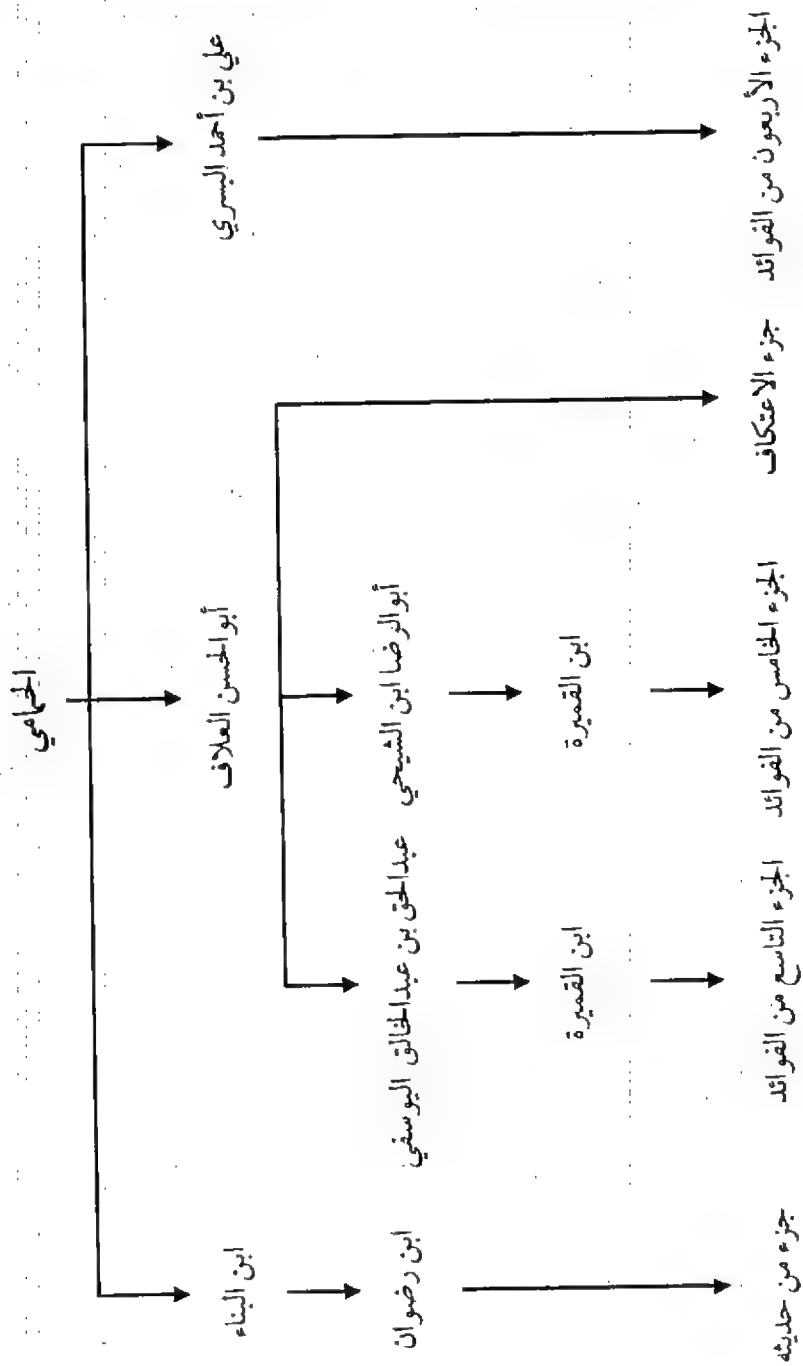 الحمامي
علي بن أحمد البسري
أبو الحسن العلاف
ابن البناء
أبو الرضا ابن الشيحي
عبدالحق بن عبدالخالق اليوسفي
ابن رضوان
ابن القميرة
ابن القميرة
الجزء الأربعون من الفوائد
جزء الاعتكاف
الجزء الخامس من الفوائد
الجزء التاسع من الفوائد
جزء من حديثه